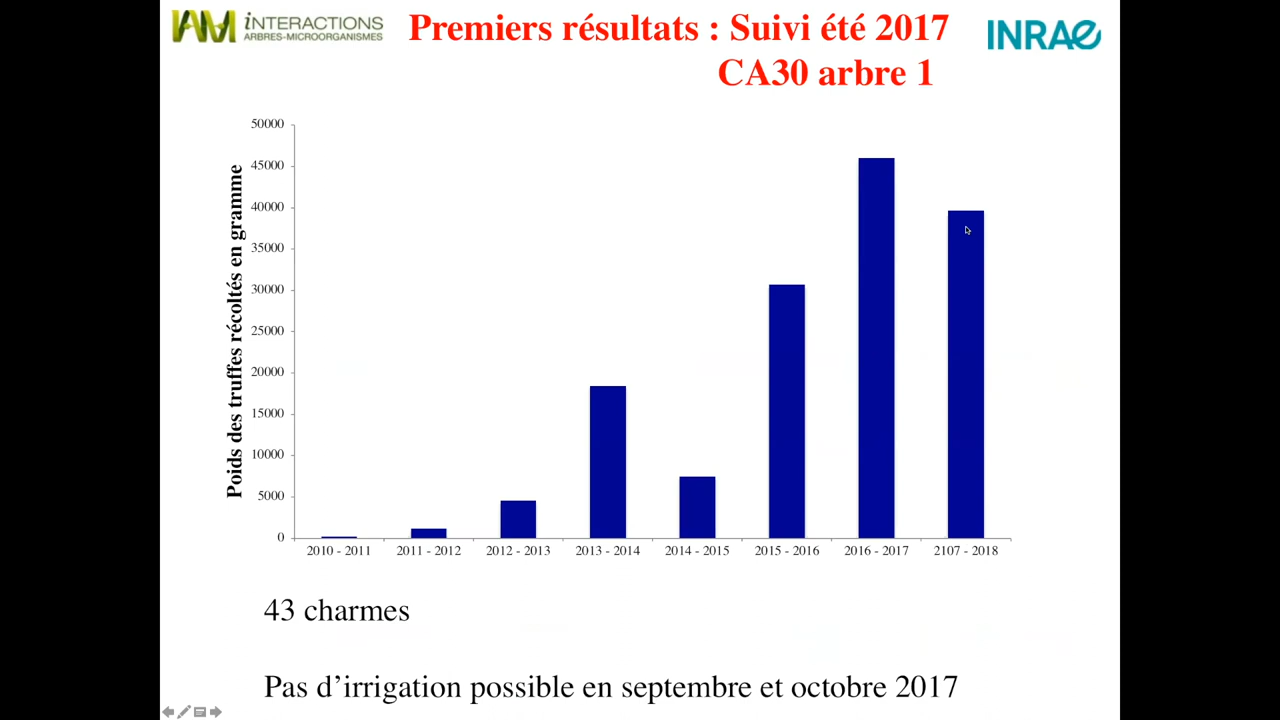 IAM INTERACTIONS
ARBRES-MICROORGANISMES
Premiers résultats : Suivi été 2017
CA30 arbre 1
INRAE
Poids des truffes récoltés en gramme
50000
45000
40000
35000
30000
25000
20000
15000
10000
5000
0
2010 - 2011 2011 - 2012 2012 - 2013 2013 - 2014 2014 - 2015 2015 - 2016 2016 - 2017 2107 - 2018
43 charmes
Pas d’irrigation possible en septembre et octobre 2017